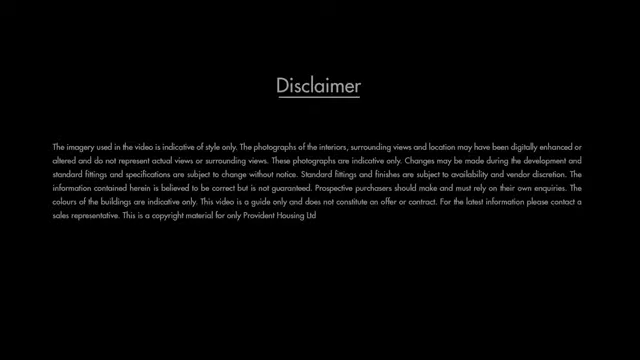 Disclaimer
The imagery used in the video is indicative of style only. The photographs of the interiors, surrounding views and location may have been digitally enhanced or
altered and do not represent actual views or surrounding views. These photographs are indicative only. Changes may be made during the development and
standard fittings and specifications are subject to change without notice. Standard fittings and finishes are subject to availability and vendor discretion. The
information contained herein is believed to be correct but is not guaranteed. Prospective purchasers should make and must rely on their own enquiries. The
colours of the buildings are indicative only. This video is a guide only and does not constitute an offer or contract. For the latest information please contact a
sales representative. This is a copyright material for only Provident Housing Ltd